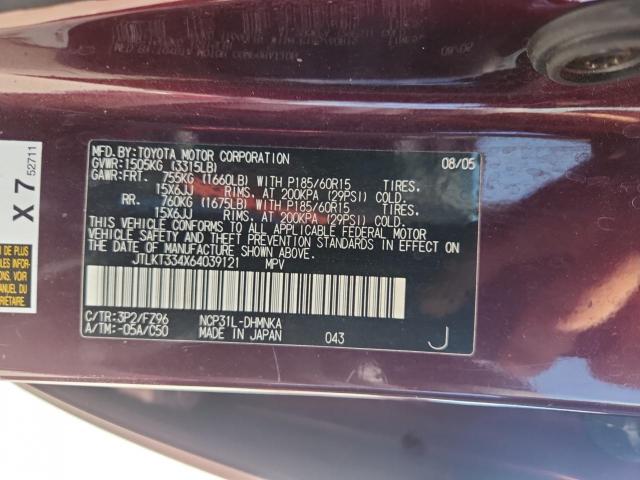 MFD. BY: TOYOTA MOTOR CORPORATION 08/05
GVWR: 1505KG (3315LB)
GAWR: FRT. 755KG (1660LB) WITH P185/60R15 TIRES.
15X6JJ RIMS. AT 200KPA (29PSI) COLD.
RR. 760KG (1675LB) WITH P185/60R15 TIRES.
15X6JJ RIMS. AT 200KPA (29PSI) COLD.
THIS VEHICLE CONFORMS TO ALL APPLICABLE FEDERAL MOTOR
VEHICLE SAFETY AND THEFT PREVENTION STANDARDS IN EFFECT
ON THE DATE OF MANUFACTURE SHOWN ABOVE.
JTLKT334X64039121 MPV
C/TR: 3P2/FZ96 NCP31L-DHMNKA
A/TM: -05A/C50 MADE IN JAPAN 043 J
X 7 52711
DE PLUS
IÉTAIRE.